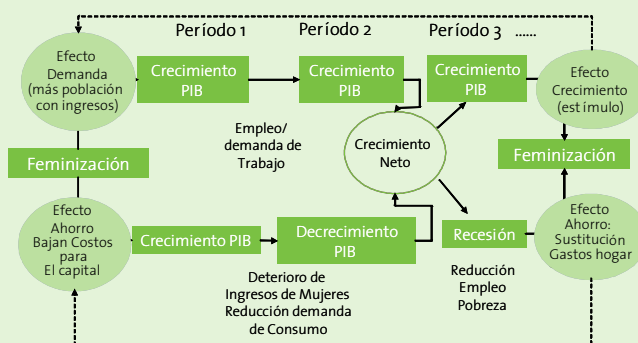 Período 1
Período 2
Período 3 ......
Efecto
Demanda
(más población
con ingresos)
Crecimiento
PIB
Crecimiento
PIB
Crecimiento
PIB
Efecto
Crecimiento
(est ímulo)
Empleo/
demanda de
Trabajo
Crecimiento
Neto
Feminización
Feminización
Efecto
Ahorro
Bajan Costos
para
El capital
Crecimiento PIB
Decrecimiento
PIB
Recesión
Efecto
Ahorro:
Sustitución
Gastos hogar
Deterioro de
Ingresos de Mujeres
Reducción demanda
de Consumo
Reducción
Empleo
Pobreza